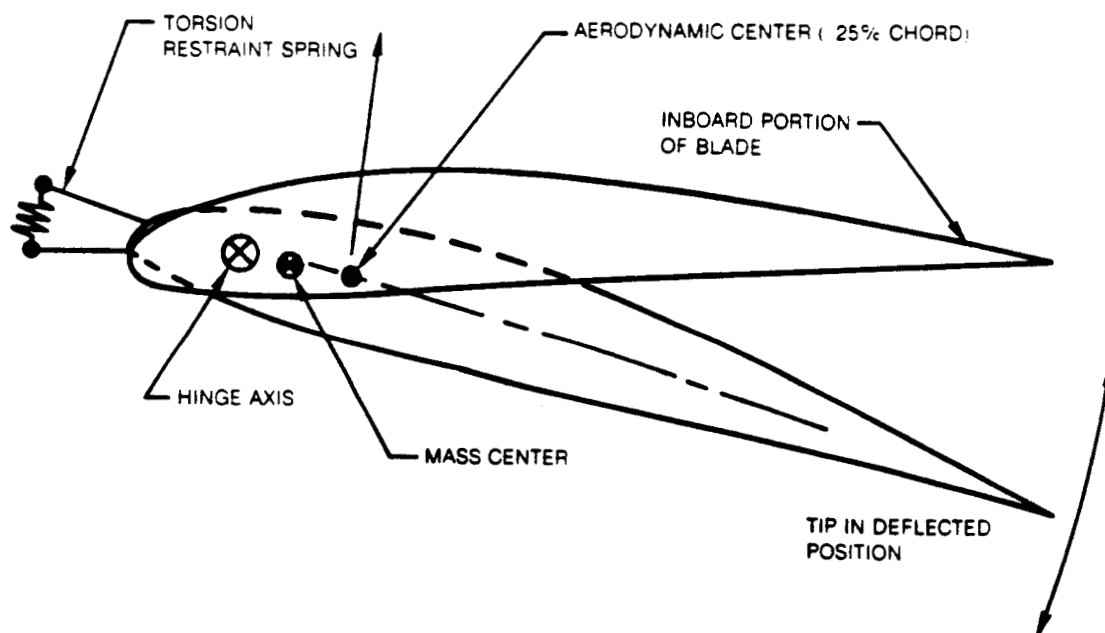 TORSION
RESTRAINT SPRING
AERODYNAMIC CENTER ( 25% CHORD)
INBOARD PORTION
OF BLADE
HINGE AXIS
MASS CENTER
TIP IN DEFLECTED
POSITION